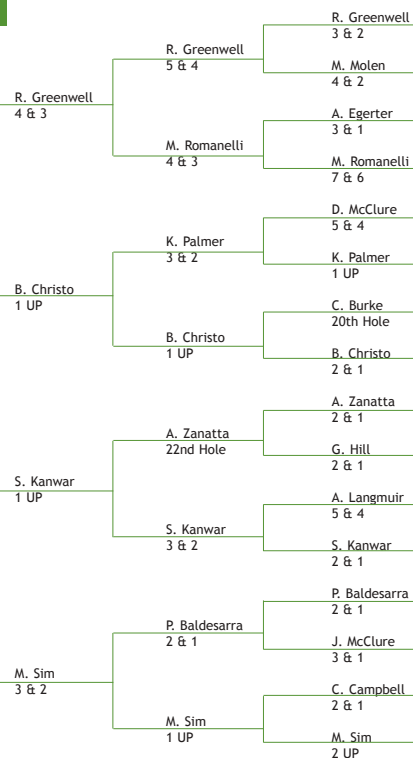 R. Greenwell
4 & 3
B. Christo
1 UP
S. Kanwar
1 UP
M. Sim
3 & 2
R. Greenwell
5 & 4
M. Romanelli
4 & 3
K. Palmer
3 & 2
B. Christo
1 UP
A. Zanatta
22nd Hole
S. Kanwar
3 & 2
P. Baldesarra
2 & 1
M. Sim
1 UP
R. Greenwell
3 & 2
M. Molen
4 & 2
A. Egerter
3 & 1
M. Romanelli
7 & 6
D. McClure
5 & 4
K. Palmer
1 UP
C. Burke
20th Hole
B. Christo
2 & 1
A. Zanatta
2 & 1
G. Hill
2 & 1
A. Langmuir
5 & 4
S. Kanwar
2 & 1
P. Baldesarra
2 & 1
J. McClure
3 & 1
C. Campbell
2 & 1
M. Sim
2 UP